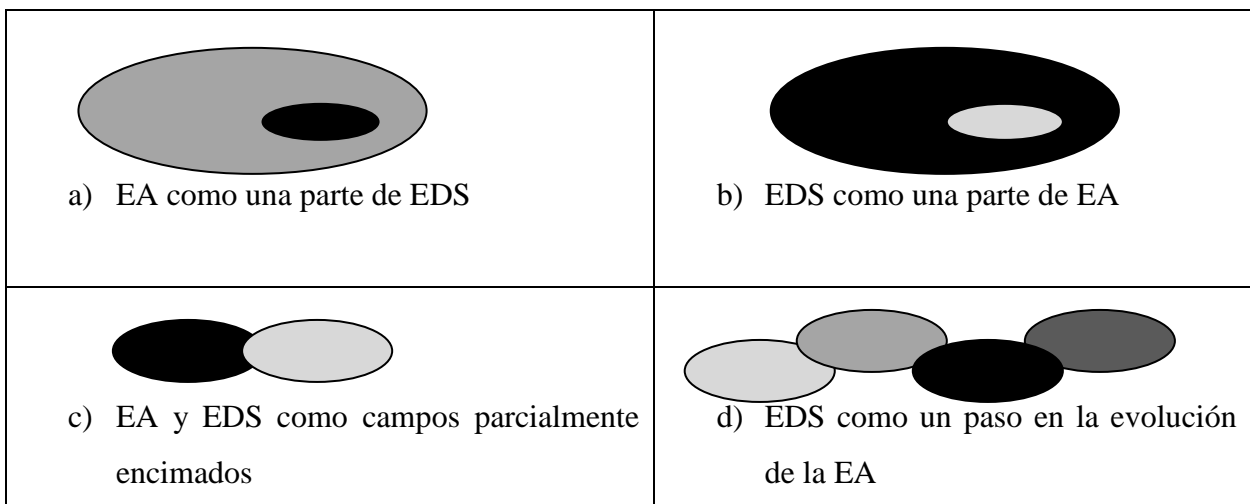 a) EA como una parte de EDS
b) EDS como una parte de EA
c) EA y EDS como campos parcialmente
encimados
d) EDS como un paso en la evolución
de la EA